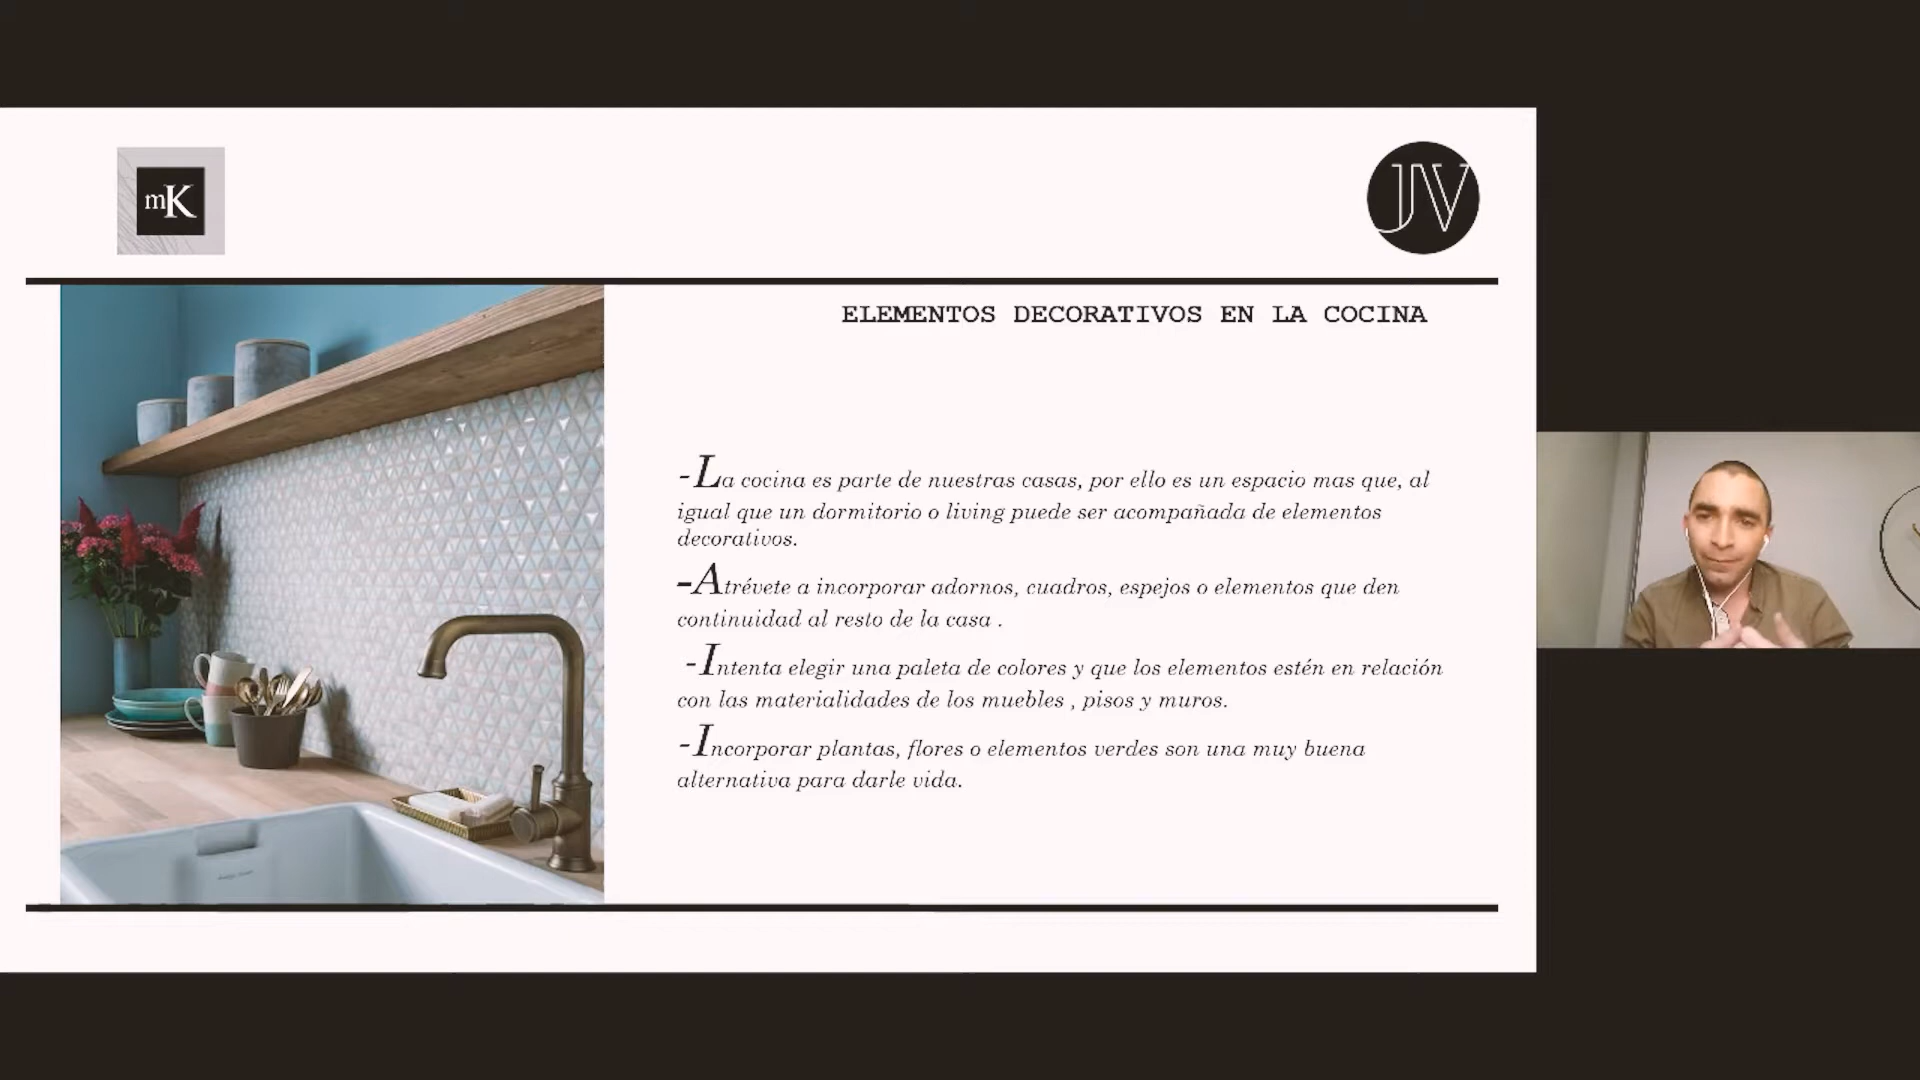 mK
JV
ELEMENTOS DECORATIVOS EN LA COCINA
-La cocina es parte de nuestras casas, por ello es un espacio mas que, al
igual que un dormitorio o living puede ser acompañada de elementos
decorativos.
-Atrévete a incorporar adornos, cuadros, espejos o elementos que den
continuidad al resto de la casa .
-Intenta elegir una paleta de colores y que los elementos estén en relación
con las materialidades de los muebles , pisos y muros.
-Incorporar plantas, flores o elementos verdes son una muy buena
alternativa para darle vida.